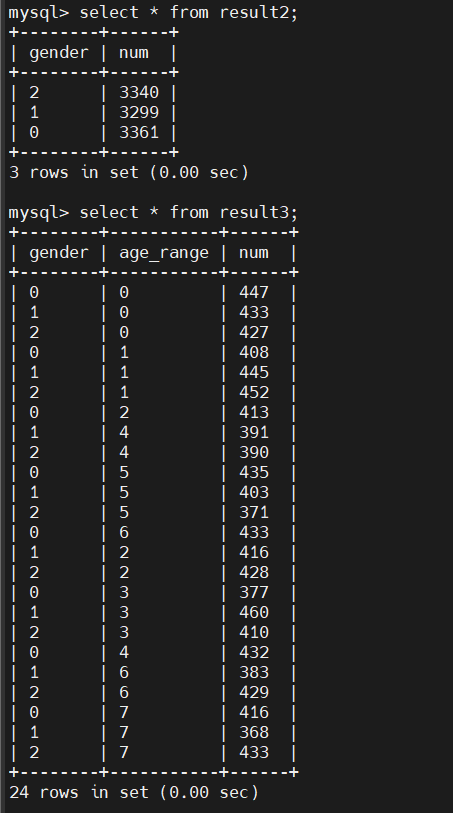 mysql> select * from result2;
+--------+------+
| gender | num  |
+--------+------+
| 2      | 3340 |
| 1      | 3299 |
| 0      | 3361 |
+--------+------+
3 rows in set (0.00 sec)

mysql> select * from result3;
+--------+-----------+------+
| gender | age_range | num  |
+--------+-----------+------+
| 0      | 0         | 447  |
| 1      | 0         | 433  |
| 2      | 0         | 427  |
| 0      | 1         | 408  |
| 1      | 1         | 445  |
| 2      | 1         | 452  |
| 0      | 2         | 413  |
| 1      | 4         | 391  |
| 2      | 4         | 390  |
| 0      | 5         | 435  |
| 1      | 5         | 403  |
| 2      | 5         | 371  |
| 0      | 6         | 433  |
| 1      | 2         | 416  |
| 2      | 2         | 428  |
| 0      | 3         | 377  |
| 1      | 3         | 460  |
| 2      | 3         | 410  |
| 0      | 4         | 432  |
| 1      | 6         | 383  |
| 2      | 6         | 429  |
| 0      | 7         | 416  |
| 1      | 7         | 368  |
| 2      | 7         | 433  |
+--------+-----------+------+
24 rows in set (0.00 sec)